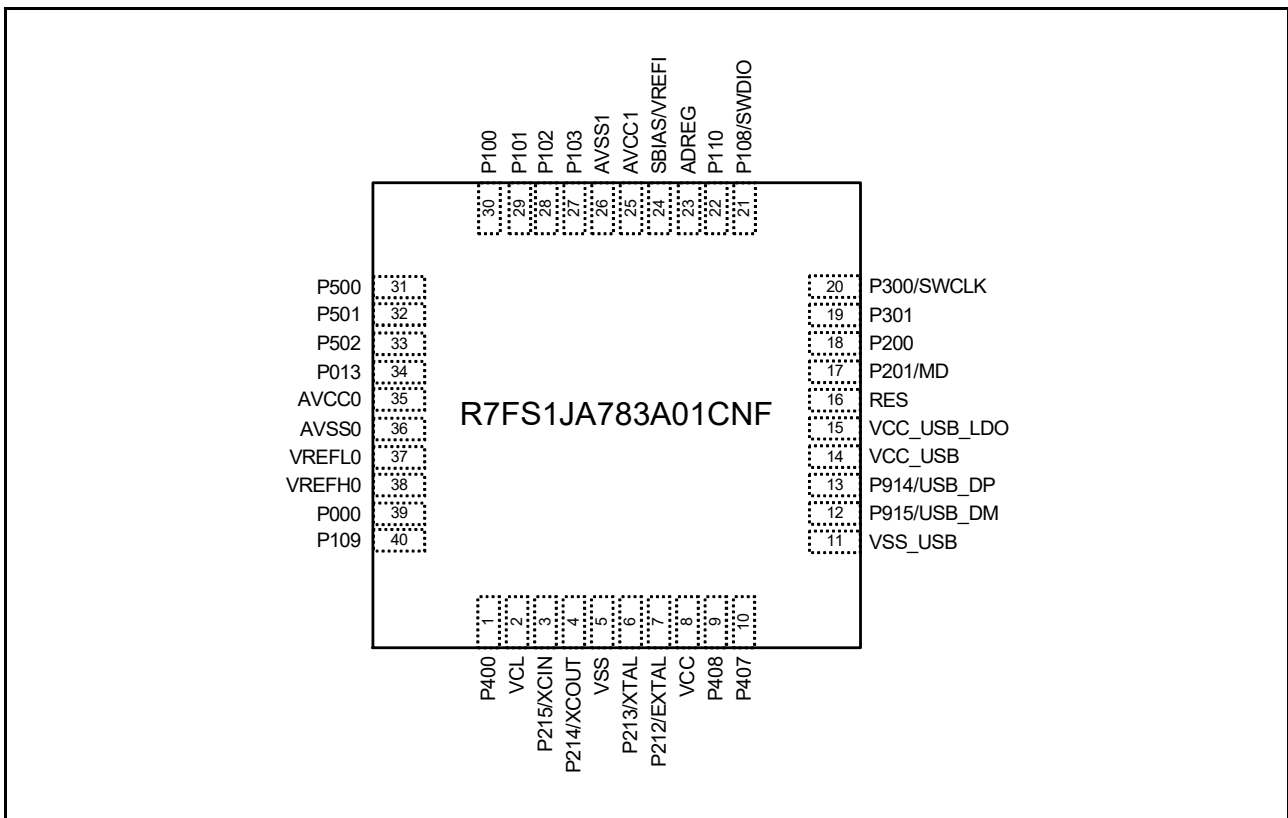 P100
P101
P102
P103
AVSS1
AVCC1
SBIAS/VREFI
ADREG
P110
P108/SWDIO
30
29
28
27
26
25
24
23
22
21
P500 31
P501 32
P502 33
P013 34
AVCC0 35
AVSS0 36
VREFL0 37
VREFH0 38
P000 39
P109 40
R7FS1JA783A01CNF
20 P300/SWCLK
19 P301
18 P200
17 P201/MD
16 RES
15 VCC_USB_LDO
14 VCC_USB
13 P914/USB_DP
12 P915/USB_DM
11 VSS_USB
1
2
3
4
5
6
7
8
9
10
P400
VCL
P215/XCIN
P214/XCOUT
VSS
P213/XTAL
P212/EXTAL
VCC
P408
P407